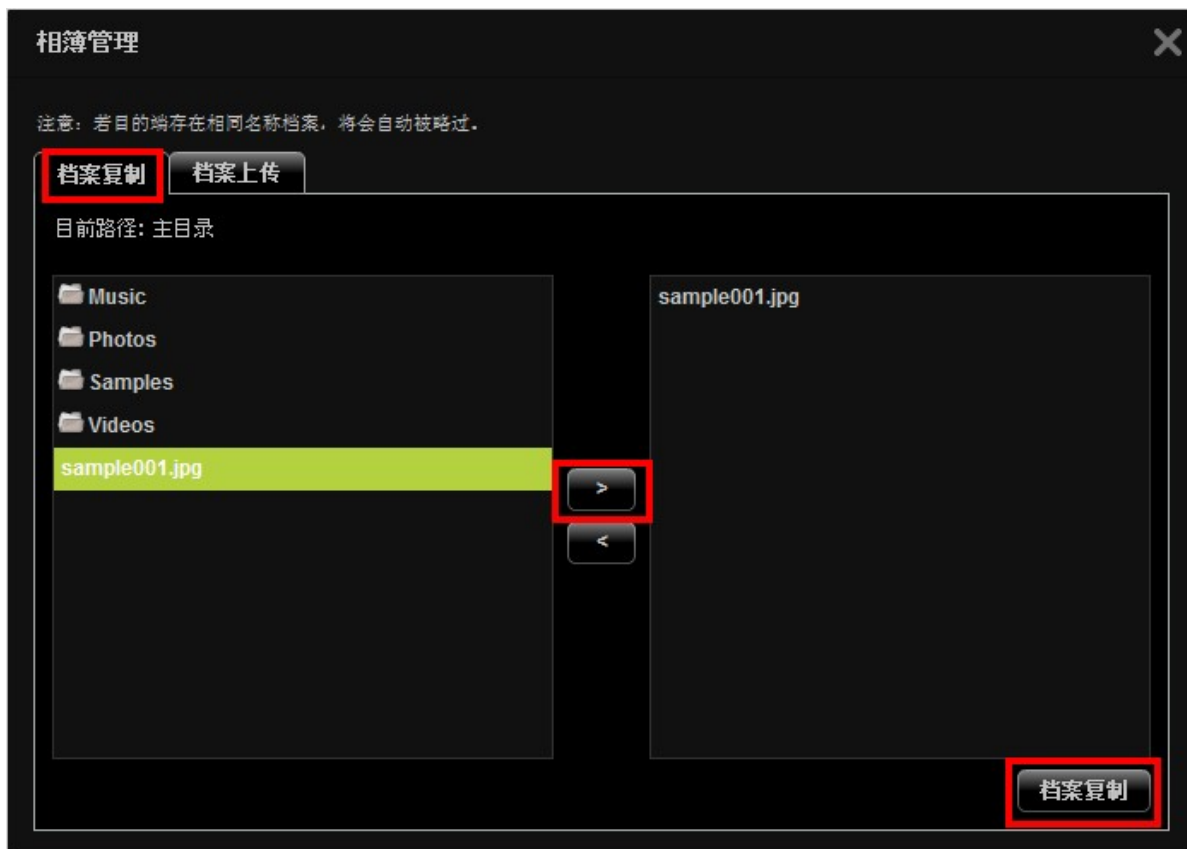 相簿管理
注意：若目的端存在相同名称档案，将会自动被略过。
档案复制 档案上传
目前路径: 主目录
Music
Photos
Samples
Videos
sample001.jpg
>
<
sample001.jpg
档案复制